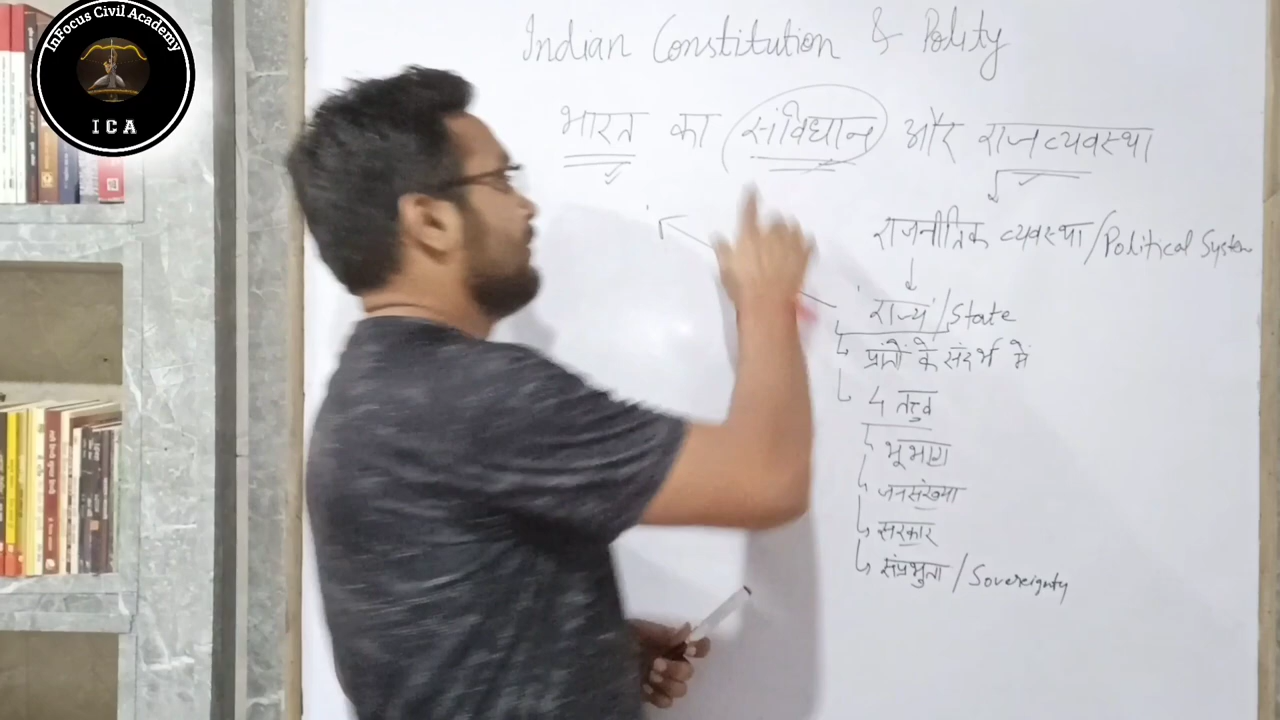 InFocus Civil Academy
ICA
Indian Constitution & Polity
भारत का संविधान और राजव्यवस्था
राजनीतिक व्यवस्था/Political System
'राज्य'/State
प्रांतों के संदर्भ में
4 तत्त्व
भूभाग
जनसंख्या
सरकार
संप्रभुता/Sovereignty